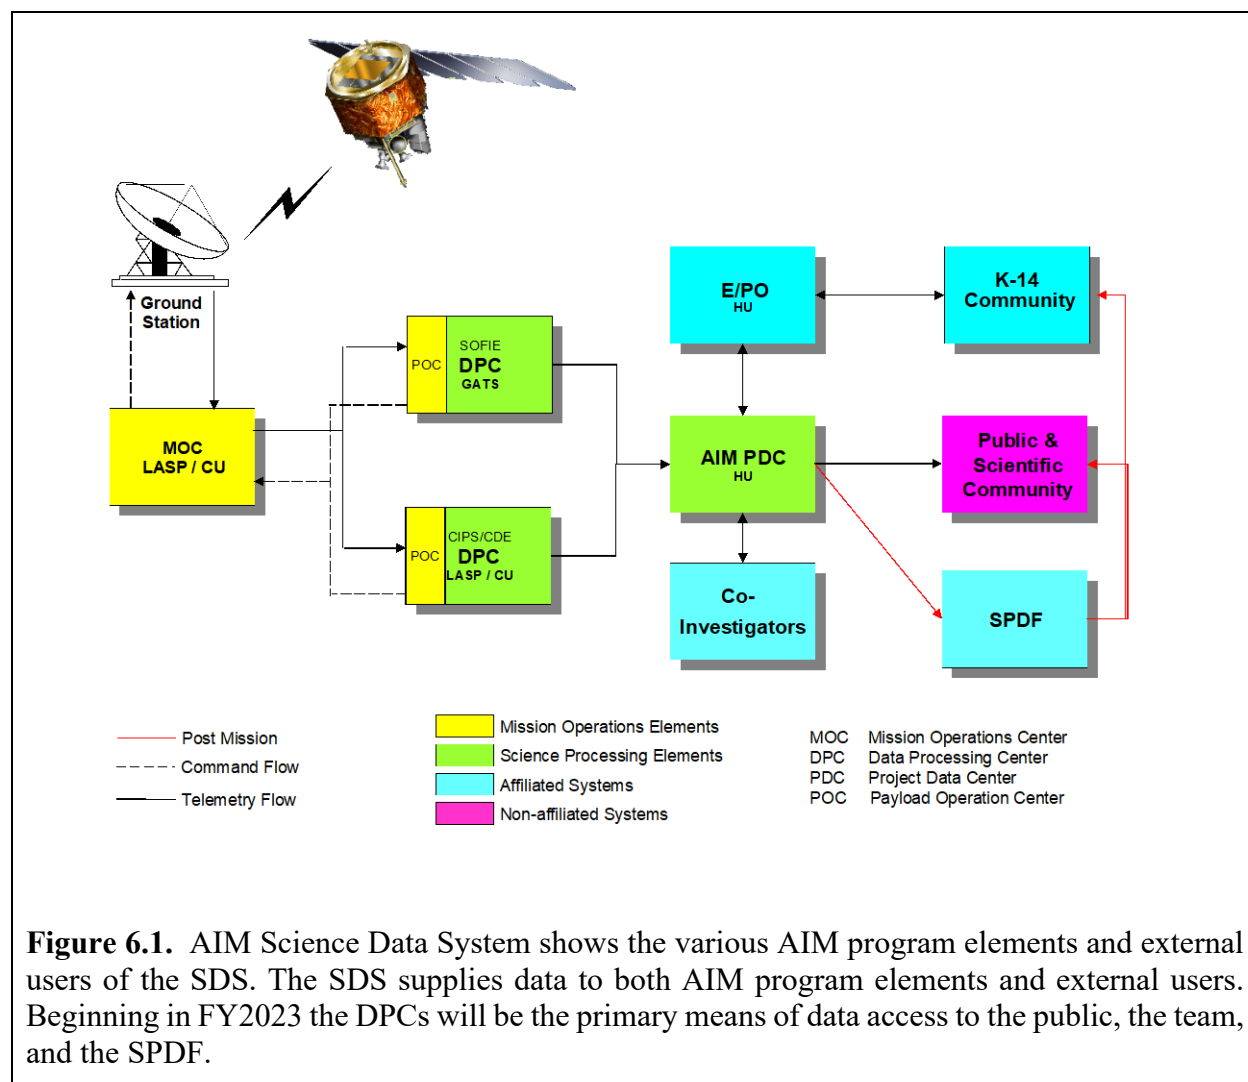 Ground
Station
MOC
LASP / CU
POC
SOFIE
DPC
GATS
POC
CIPS/CDE
DPC
LASP / CU
E/PO
HU
K-14
Community
AIM PDC
HU
Public &
Scientific
Community
Co-
Investigators
SPDF
Post Mission
Command Flow
Telemetry Flow
Mission Operations Elements
Science Processing Elements
Affiliated Systems
Non-affiliated Systems
MOC Mission Operations Center
DPC Data Processing Center
PDC Project Data Center
POC Payload Operation Center
Figure 6.1. AIM Science Data System shows the various AIM program elements and external
users of the SDS. The SDS supplies data to both AIM program elements and external users.
Beginning in FY2023 the DPCs will be the primary means of data access to the public, the team,
and the SPDF.